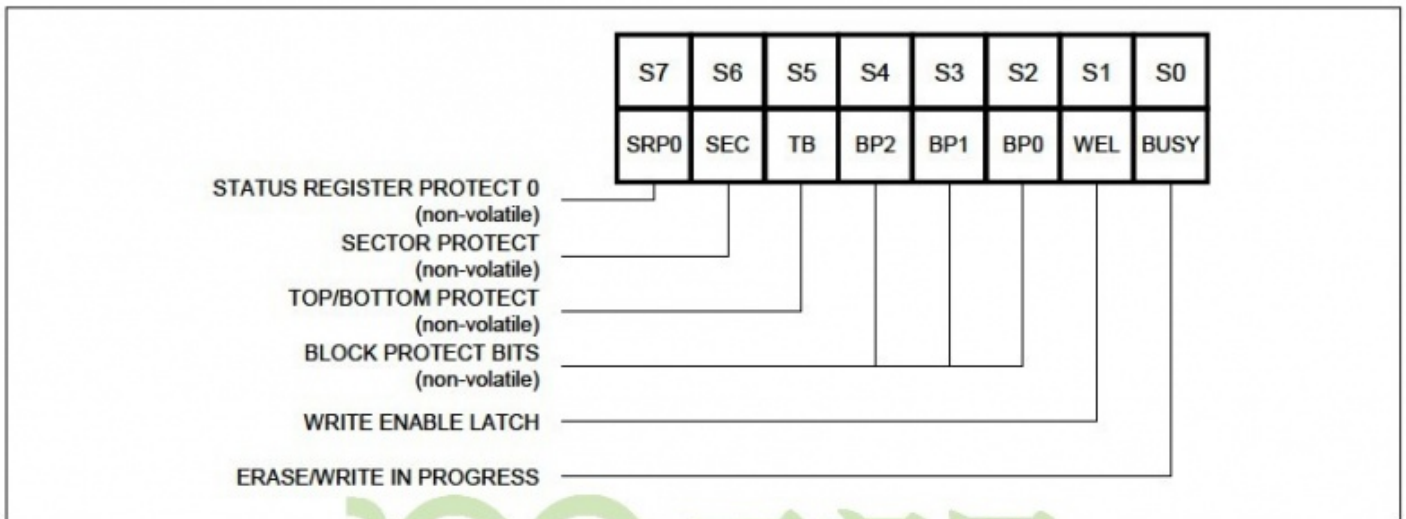 S7 S6 S5 S4 S3 S2 S1 S0
SRP0 SEC TB BP2 BP1 BP0 WEL BUSY
STATUS REGISTER PROTECT 0
(non-volatile)
SECTOR PROTECT
(non-volatile)
TOP/BOTTOM PROTECT
(non-volatile)
BLOCK PROTECT BITS
(non-volatile)
WRITE ENABLE LATCH
ERASE/WRITE IN PROGRESS